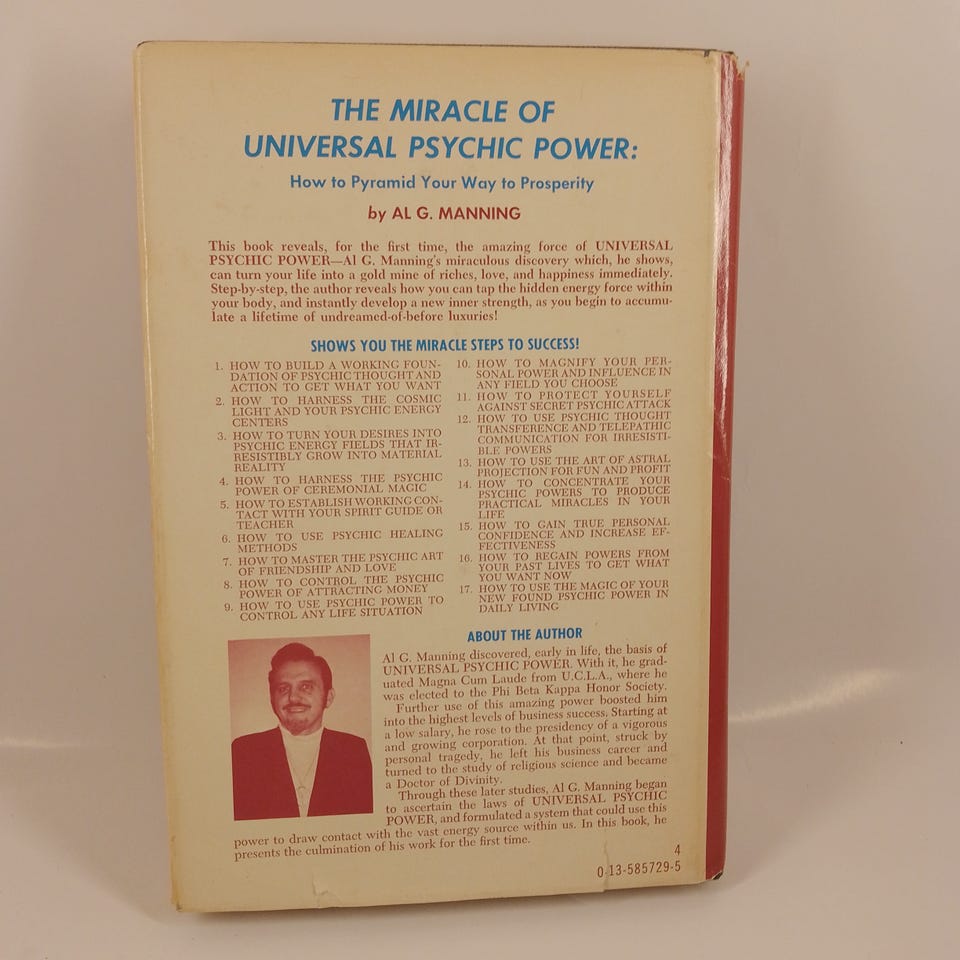 THE MIRACLE OF
UNIVERSAL PSYCHIC POWER:
How to Pyramid Your Way to Prosperity
by AL G. MANNING
This book reveals, for the first time, the amazing force of UNIVERSAL
PSYCHIC POWER—Al G. Manning's miraculous discovery which, he shows,
can turn your life into a gold mine of riches, love, and happiness immediately.
Step-by-step, the author reveals how you can tap the hidden energy force within
your body, and instantly develop a new inner strength, as you begin to accumu-
late a lifetime of undreamed-of-before luxuries!
SHOWS YOU THE MIRACLE STEPS TO SUCCESS!
1. HOW TO BUILD A WORKING FOUN-
DATION OF PSYCHIC THOUGHT AND
ACTION TO GET WHAT YOU WANT
2. HOW TO HARNESS THE COSMIC
LIGHT AND YOUR PSYCHIC ENERGY
CENTERS
3. HOW TO TURN YOUR DESIRES INTO
PSYCHIC ENERGY FIELDS THAT IR-
RESISTIBLY GROW INTO MATERIAL
REALITY
4. HOW TO HARNESS THE PSYCHIC
POWER OF CEREMONIAL MAGIC
5. HOW TO ESTABLISH WORKING CON-
TACT WITH YOUR SPIRIT GUIDE OR
TEACHER
6. HOW TO USE PSYCHIC HEALING
METHODS
7. HOW TO MASTER THE PSYCHIC ART
OF FRIENDSHIP AND LOVE
8. HOW TO CONTROL THE PSYCHIC
POWER OF ATTRACTING MONEY
9. HOW TO USE PSYCHIC POWER TO
CONTROL ANY LIFE SITUATION
10. HOW TO MAGNIFY YOUR PER-
SONAL POWER AND INFLUENCE IN
ANY FIELD YOU CHOOSE
11. HOW TO PROTECT YOURSELF
AGAINST SECRET PSYCHIC ATTACK
12. HOW TO USE PSYCHIC THOUGHT
TRANSFERENCE AND TELEPATHIC
COMMUNICATION FOR IRRESISTI-
BLE POWERS
13. HOW TO USE THE ART OF ASTRAL
PROJECTION FOR FUN AND PROFIT
14. HOW TO CONCENTRATE YOUR
PSYCHIC POWERS TO PRODUCE
PRACTICAL MIRACLES IN YOUR
LIFE
15. HOW TO GAIN TRUE PERSONAL
CONFIDENCE AND INCREASE EF-
FECTIVENESS
16. HOW TO REGAIN POWERS FROM
YOUR PAST LIVES TO GET WHAT
YOU WANT NOW
17. HOW TO USE THE MAGIC OF YOUR
NEW FOUND PSYCHIC POWER IN
DAILY LIVING
ABOUT THE AUTHOR
Al G. Manning discovered, early in life, the basis of
UNIVERSAL PSYCHIC POWER. With it, he grad-
uated Magna Cum Laude from U.C.L.A., where he
was elected to the Phi Beta Kappa Honor Society.
Further use of this amazing power boosted him
into the highest levels of business success. Starting at
a low salary, he rose to the presidency of a vigorous
and growing corporation. At that point, struck by
personal tragedy, he left his business career and
turned to the study of religious science and became
a Doctor of Divinity.
Through these later studies, Al G. Manning began
to ascertain the laws of UNIVERSAL PSYCHIC
POWER, and formulated a system that could use this
power to draw contact with the vast energy source within us. In this book, he
presents the culmination of his work for the first time.
4
0-13-585729-5